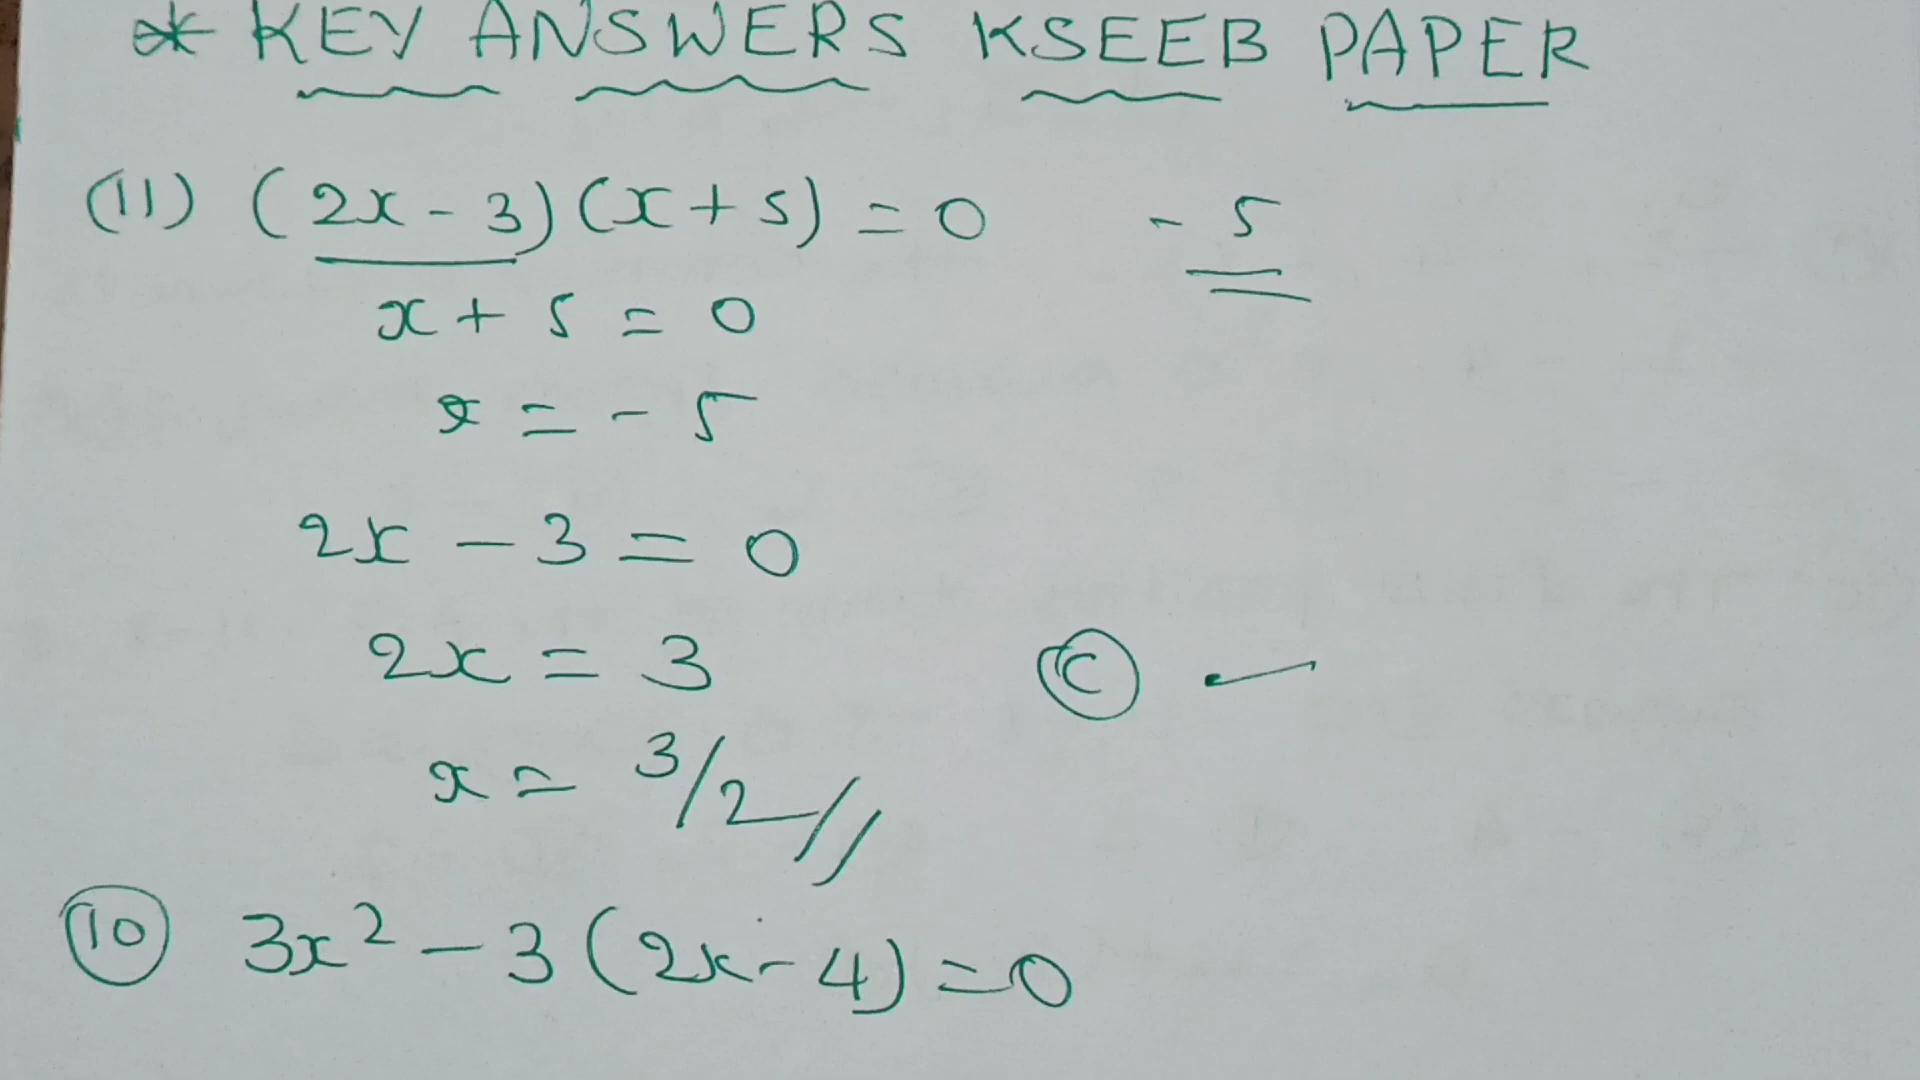 * KEY ANSWERS KSEEB PAPER
(11) (2x - 3)(x + 5) = 0 - 5
x + 5 = 0
x = - 5
2x - 3 = 0
2x = 3
(C)
x = 3/2 //
(10) 3x² - 3(2x - 4) = 0